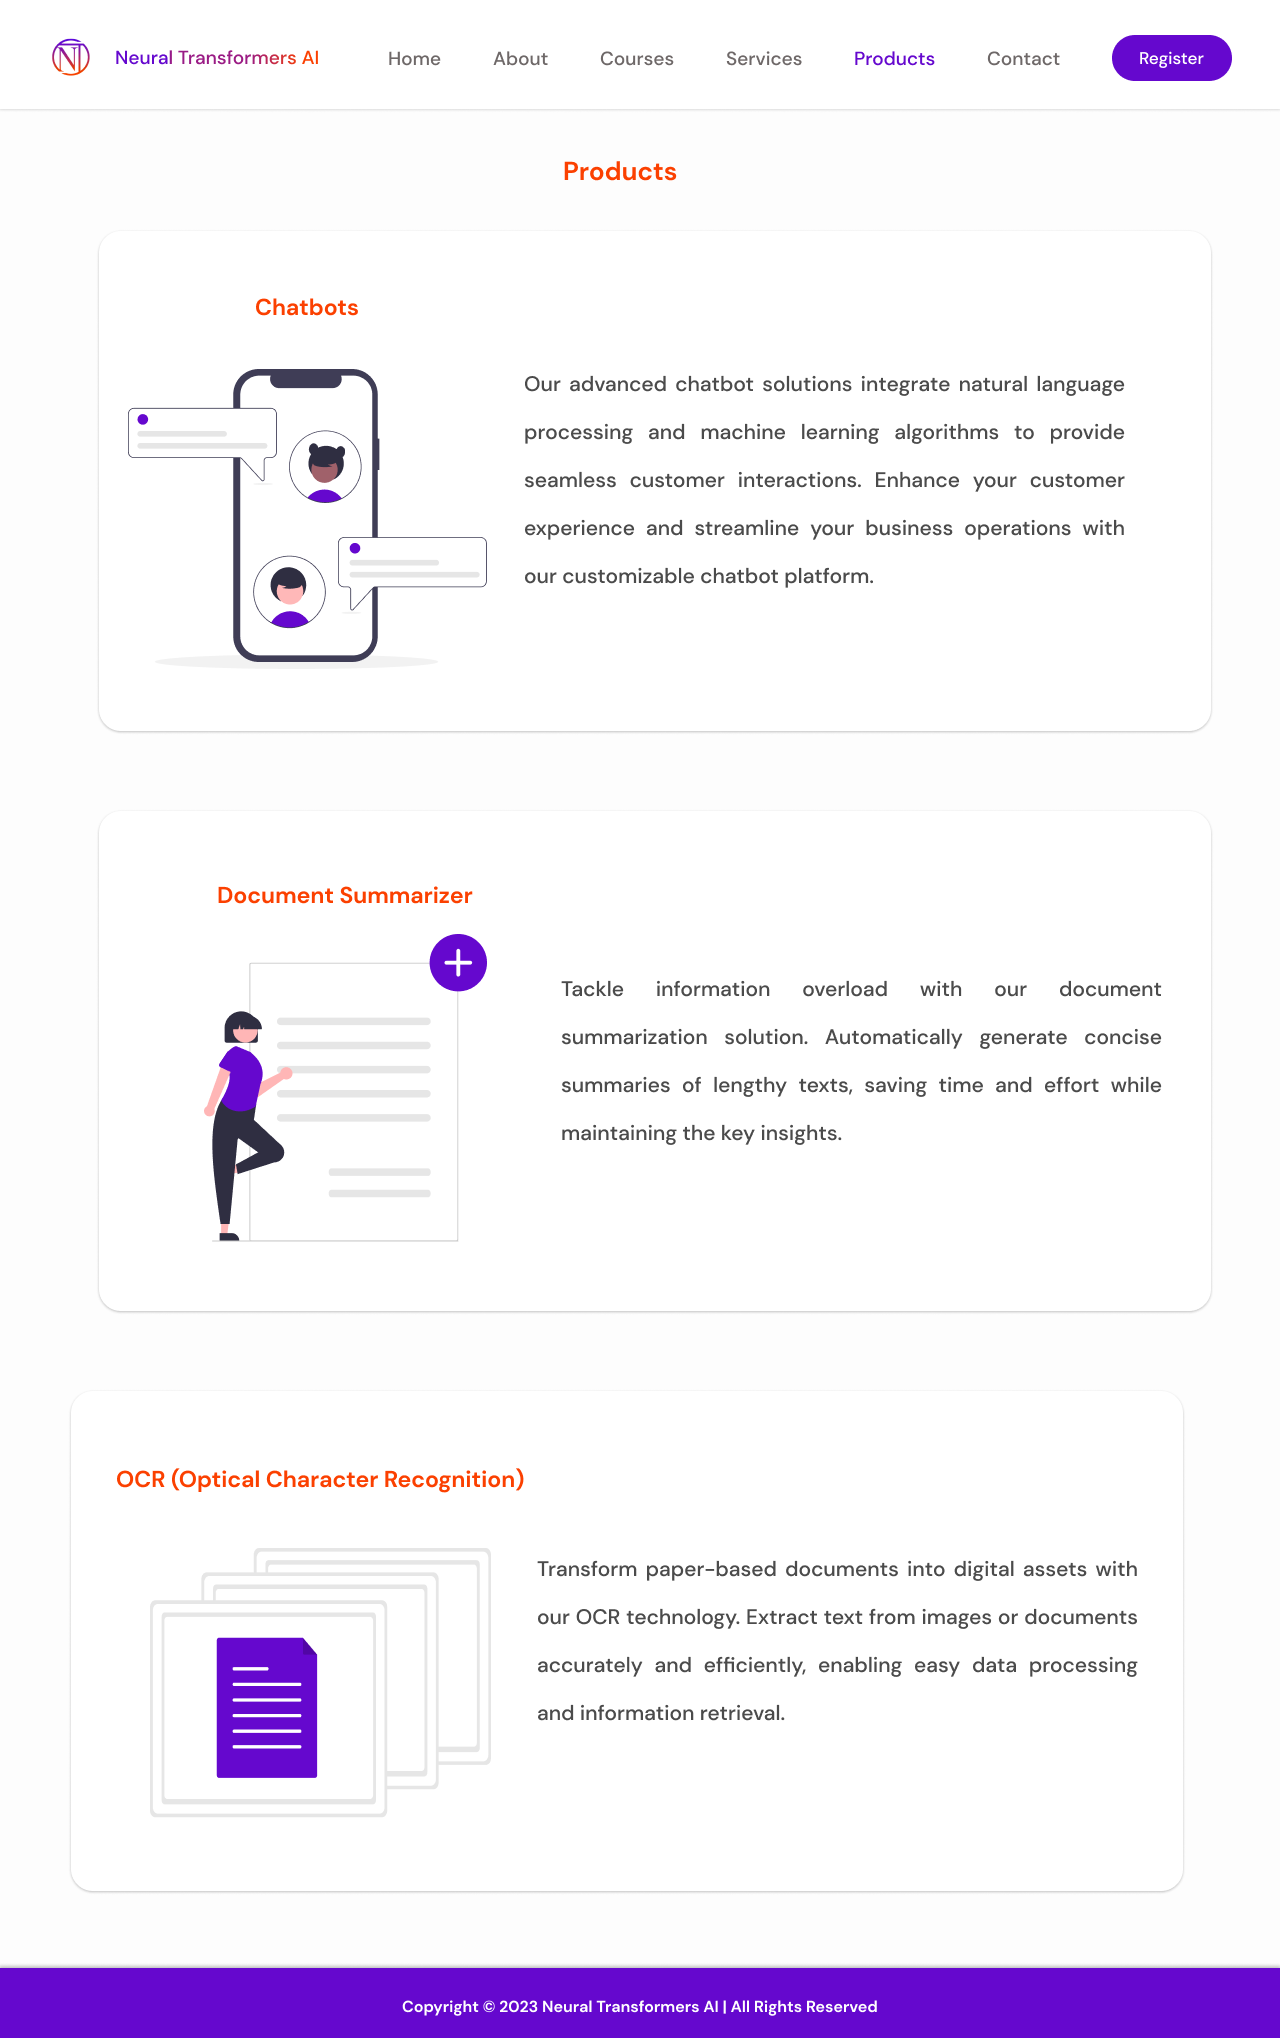 NT
Neural Transformers AI
Home
About
Courses
Services
Products
Contact
Register
Products
Chatbots
Our advanced chatbot solutions integrate natural language
processing and machine learning algorithms to provide
seamless customer interactions. Enhance your customer
experience and streamline your business operations with
our customizable chatbot platform.
Document Summarizer
Tackle information overload with our document
summarization solution. Automatically generate concise
summaries of lengthy texts, saving time and effort while
maintaining the key insights.
OCR (Optical Character Recognition)
Transform paper-based documents into digital assets with
our OCR technology. Extract text from images or documents
accurately and efficiently, enabling easy data processing
and information retrieval.
Copyright © 2023 Neural Transformers AI | All Rights Reserved